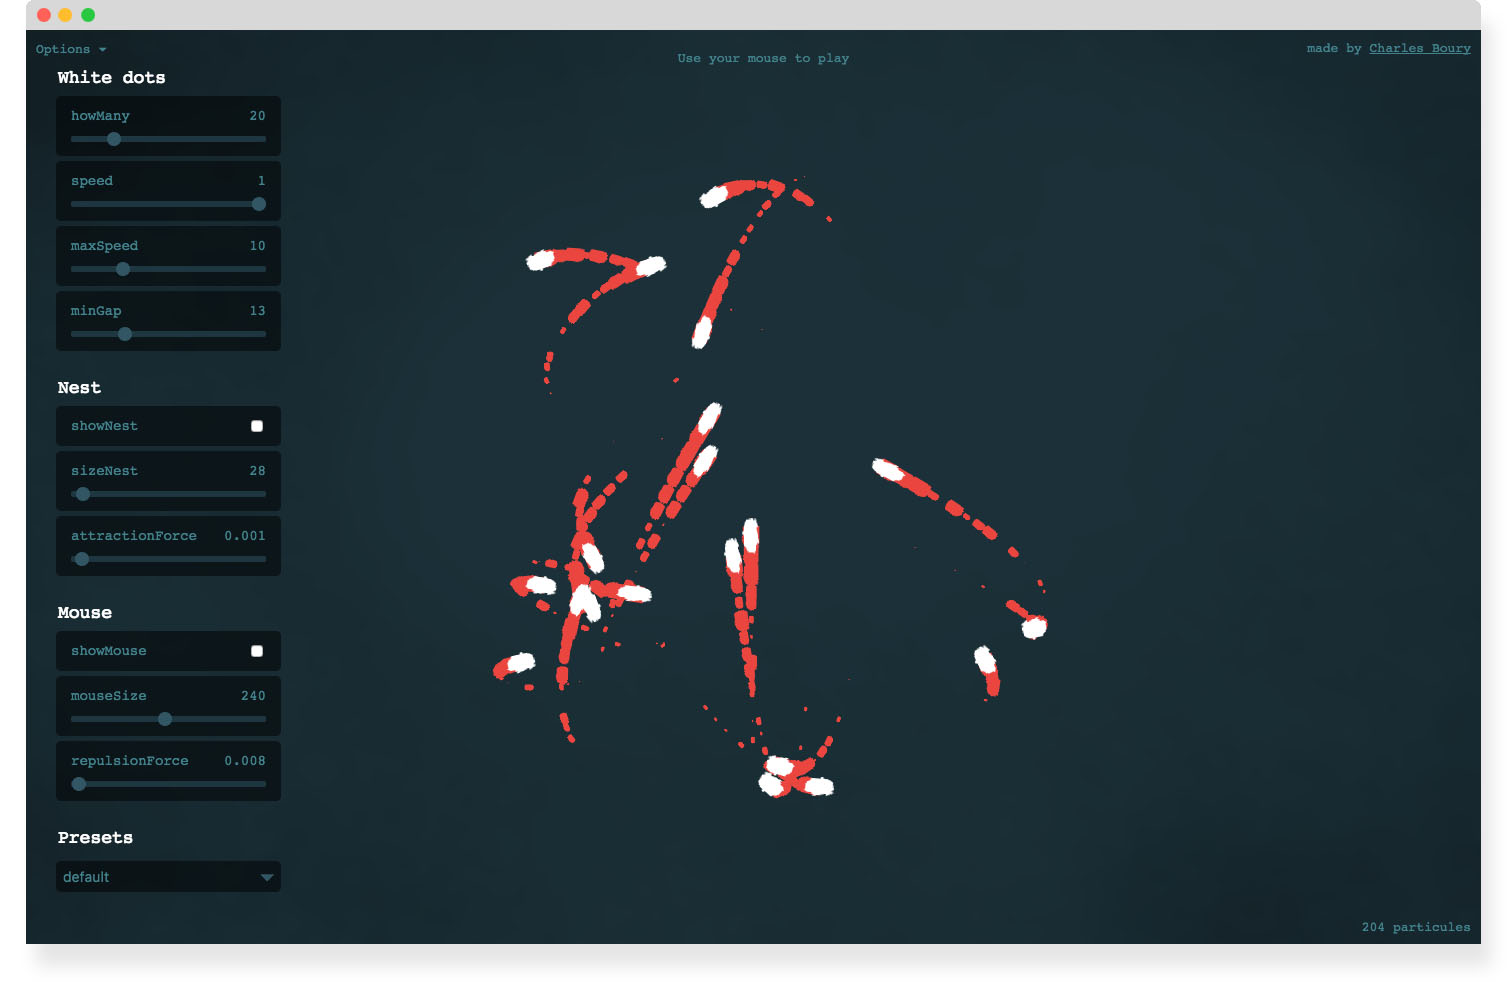 Options
Use your mouse to play
made by Charles Boury
White dots
howMany 20
speed 1
maxSpeed 10
minGap 13
Nest
showNest
sizeNest 28
attractionForce 0.001
Mouse
showMouse
mouseSize 240
repulsionForce 0.008
Presets
default
204 particules